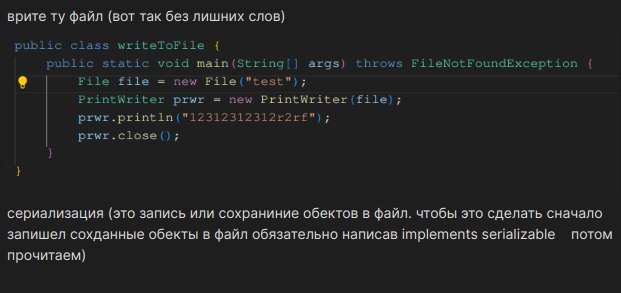 врите ту файл (вот так без лишних слов)
public class writeToFile {
public static void main(String[] args) throws FileNotFoundException {
File file = new File("test");
PrintWriter prwr = new PrintWriter(file);
prwr.println("12312312312r2rf");
prwr.close();
}
}
сериализация (это запись или сохраниние обектов в файл. чтобы это сделать сначало
запишел созданные обекты в файл обязательно написав implements serializable потом
прочитаем)